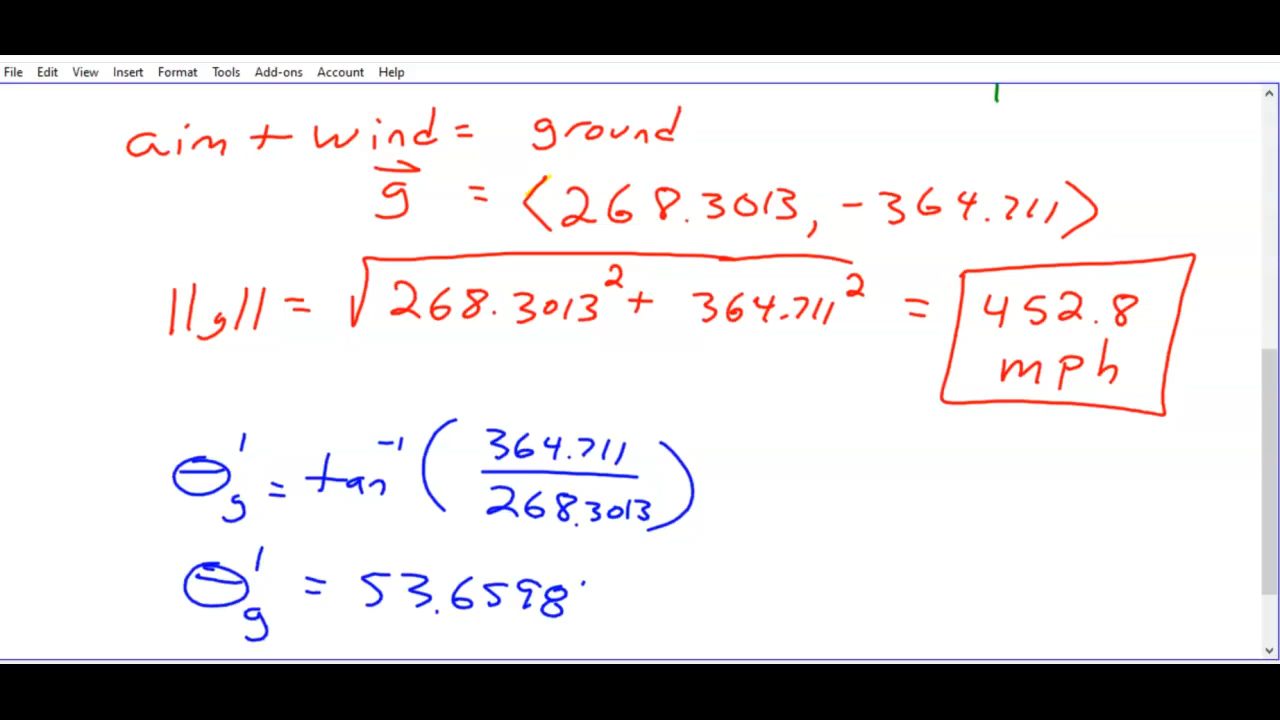 File Edit View Insert Format Tools Add-ons Account Help
aim + wind = ground
g⃗ = ⟨268.3013, -364.711⟩
||g|| = √(268.3013² + 364.711²) = 452.8
mph
θ'g = tan⁻¹(364.711/268.3013)
θ'g = 53.6598°